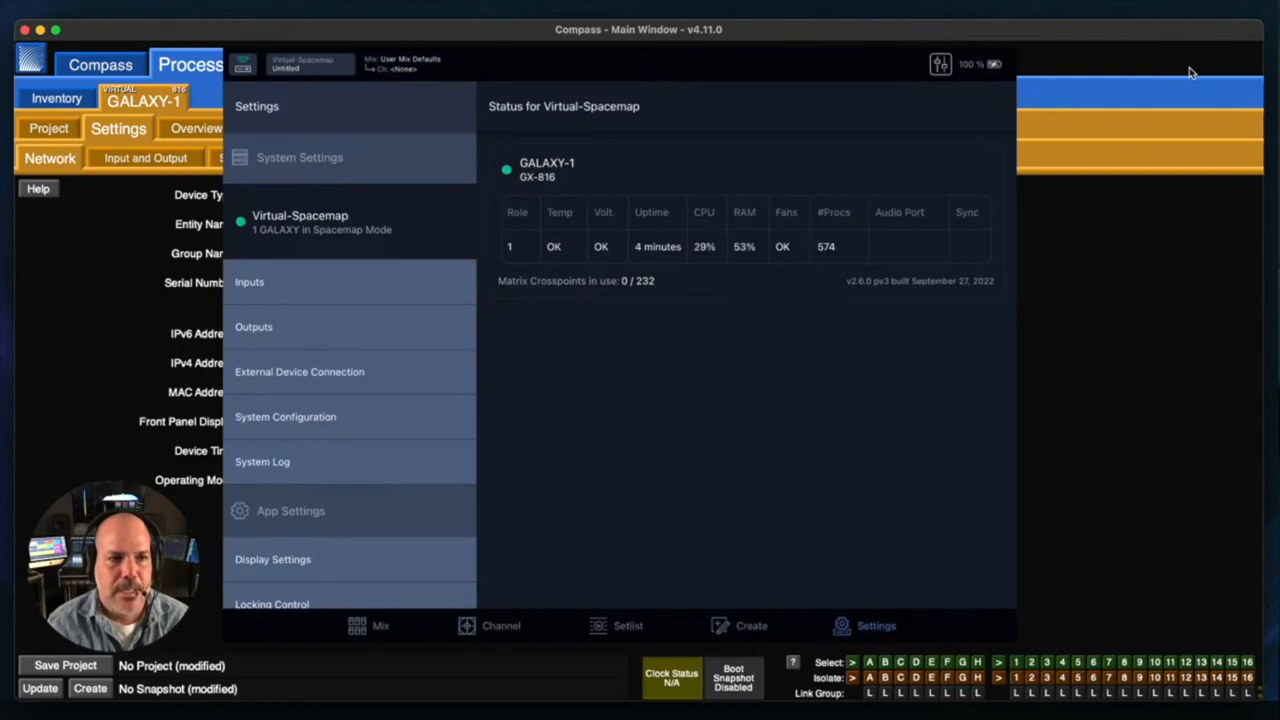 Compass - Main Window - v4.11.0
Compass
Process
Inventory
VIRTUAL 816
GALAXY-1
Project
Settings
Overview
Network
Input and Output
Help
Device Ty
Entity Nan
Group Nan
Serial Numb
IPv6 Addre
IPv4 Addre
MAC Addre
Front Panel Displ
Device Tin
Operating Mo
Virtual-Spacemap
Untitled
Mix: User Mix Defaults
Ch: <None>
100 %
Settings
System Settings
Virtual-Spacemap
1 GALAXY in Spacemap Mode
Inputs
Outputs
External Device Connection
System Configuration
System Log
App Settings
Display Settings
Locking Control
Status for Virtual-Spacemap
GALAXY-1
GX-816
Role Temp Volt. Uptime CPU RAM Fans #Procs Audio Port Sync
1 OK OK 4 minutes 29% 53% OK 574
Matrix Crosspoints in use: 0 / 232
v2.6.0 pv3 built September 27, 2022
Mix
Channel
Setlist
Create
Settings
Save Project
No Project (modified)
Update
Create
No Snapshot (modified)
Clock Status
N/A
Boot
Snapshot
Disabled
?
Select: > A B C D E F G H > 1 2 3 4 5 6 7 8 9 10 11 12 13 14 15 16
Isolate: > A B C D E F G H > 1 2 3 4 5 6 7 8 9 10 11 12 13 14 15 16
Link Group: L L L L L L L L L L L L L L L L L L L L L L L L